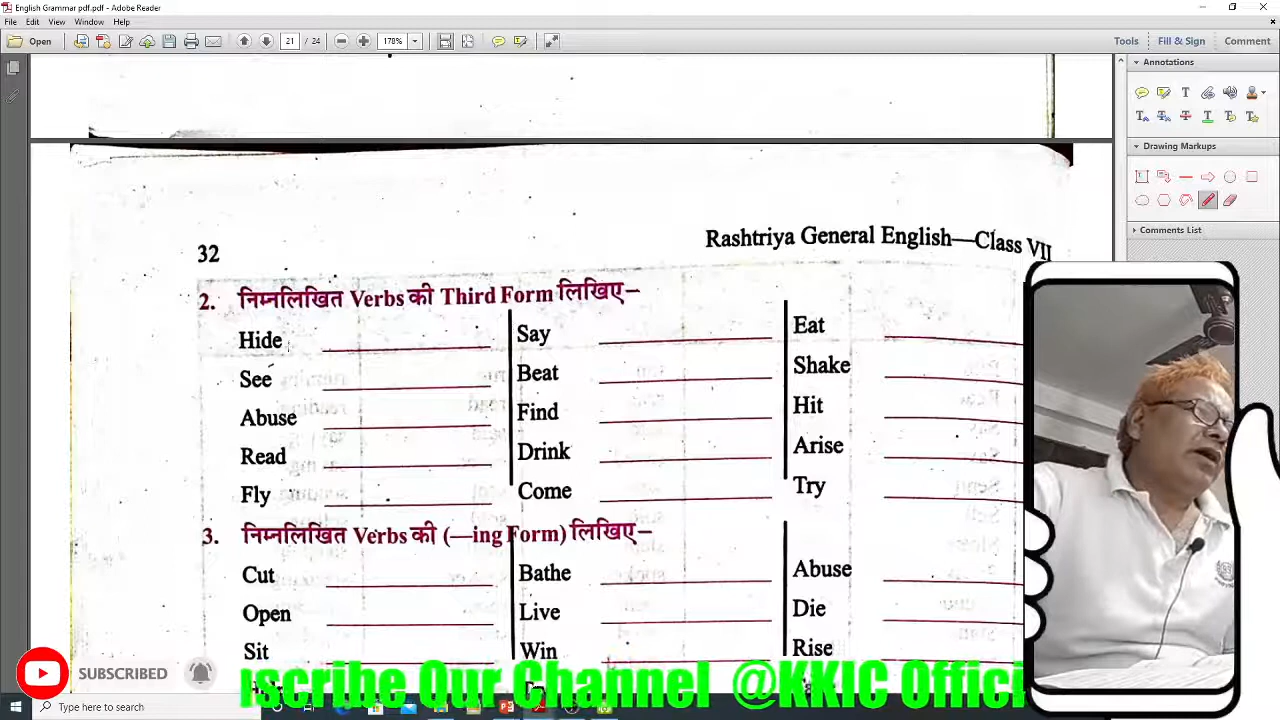 English Grammar pdf.pdf - Adobe Reader
File Edit View Window Help
Open 21 / 24 178% Tools Fill & Sign Comment
Annotations
Drawing Markups
Comments List
32
Rashtriya General English—Class VII
2. निम्नलिखित Verbs की Third Form लिखिए–
Hide Say Eat
See Beat Shake
Abuse Find Hit
Read Drink Arise
Fly Come Try
3. निम्नलिखित Verbs की (—ing Form) लिखिए–
Cut Bathe Abuse
Open Live Die
Sit Win Rise
SUBSCRIBED
Our Channel @KKIC
Type here to search